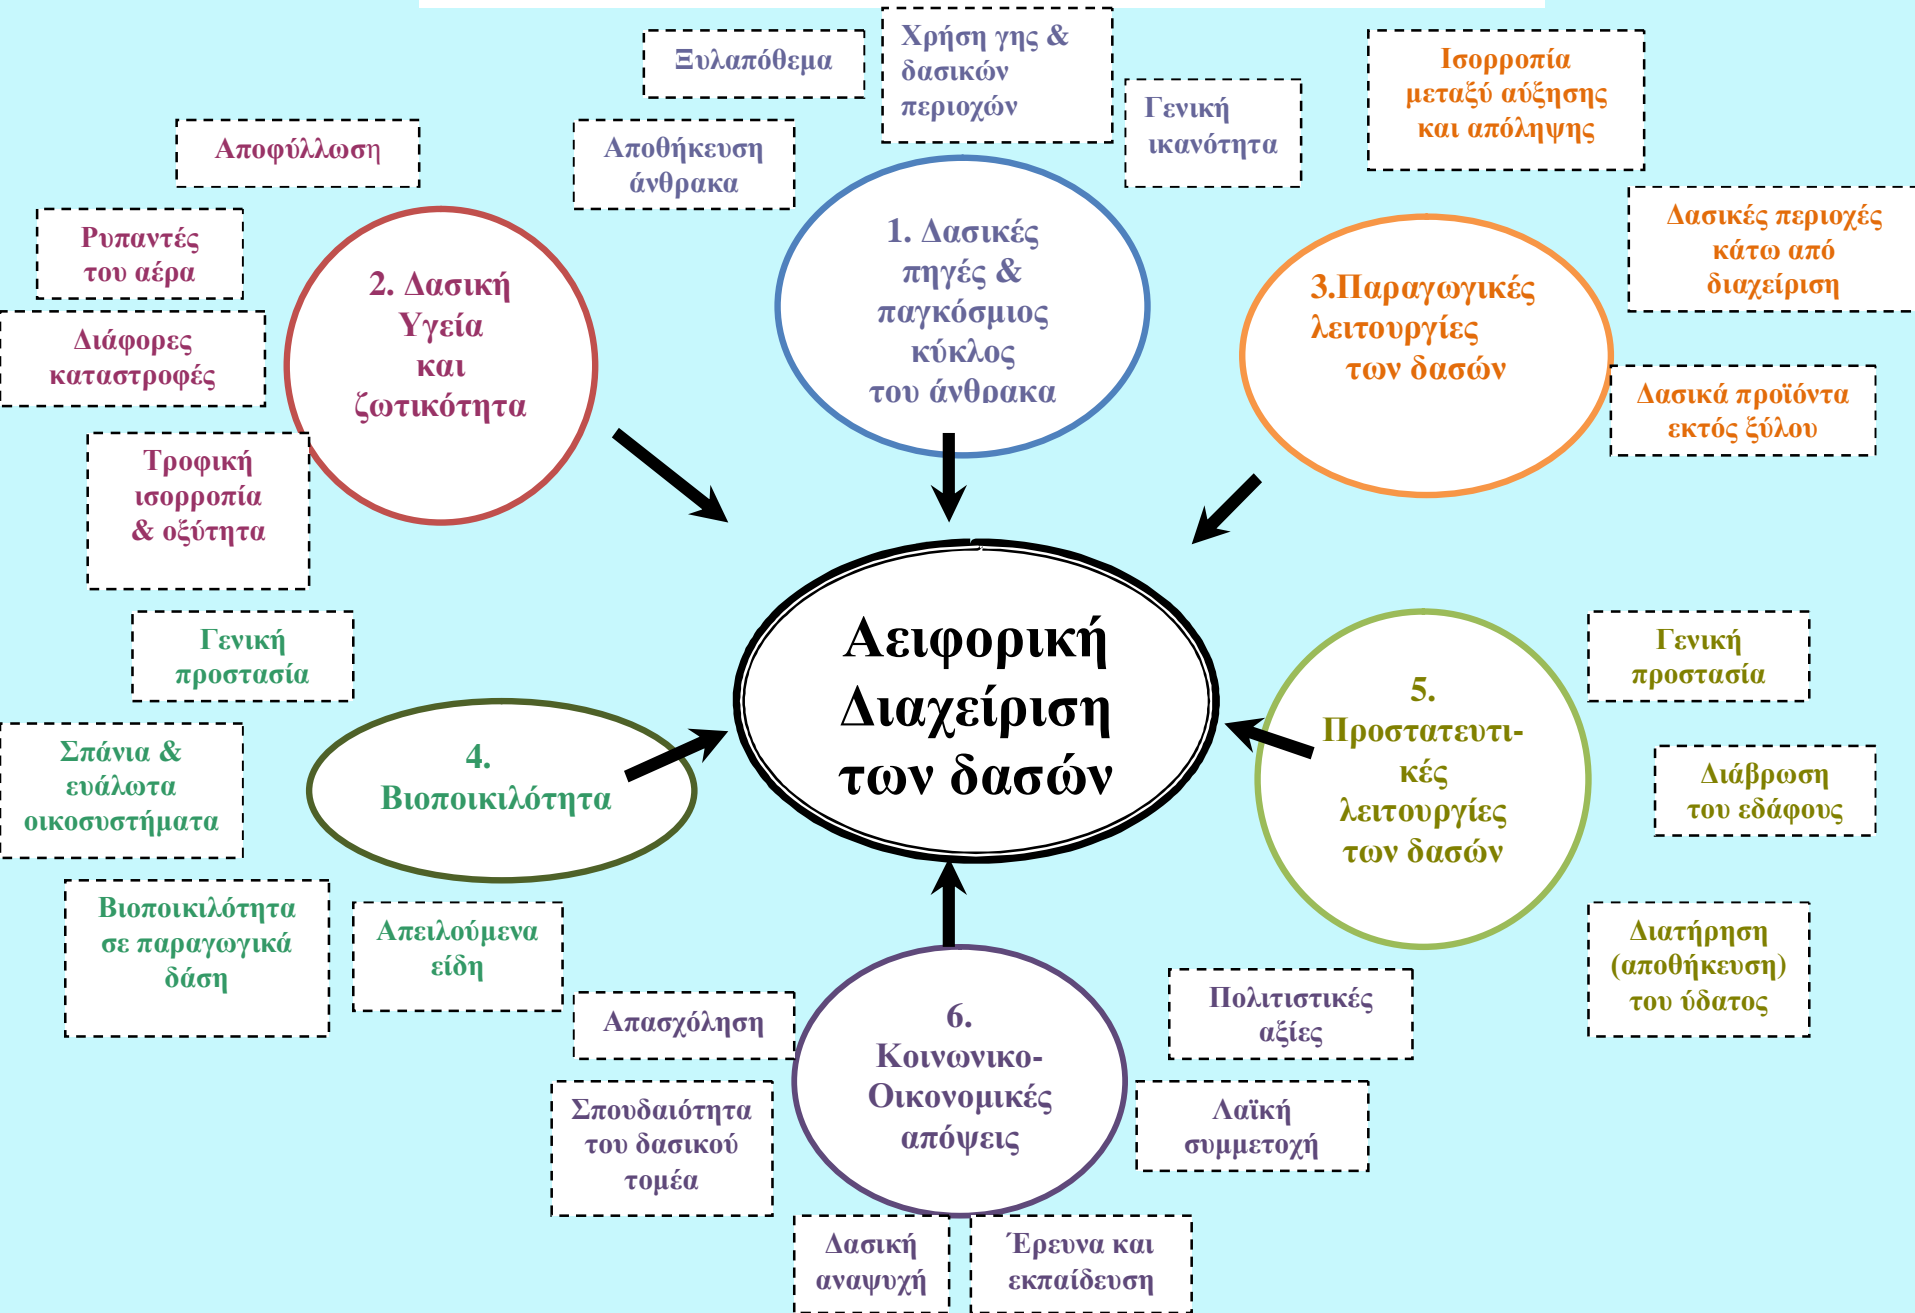 Ξυλαπόθεμα
Χρήση γης &
δασικών
περιοχών
Γενική
ικανότητα
Αποθήκευση
άνθρακα
1. Δασικές
πηγές &
παγκόσμιος
κύκλος
του άνθρακα
Αποφύλλωση
Ρυπαντές
του αέρα
Διάφορες
καταστροφές
Τροφική
ισορροπία
& οξύτητα
2. Δασική
Υγεία
και
ζωτικότητα
Ισορροπία
μεταξύ αύξησης
και απόληψης
Δασικές περιοχές
κάτω από
διαχείριση
Δασικά προϊόντα
εκτός ξύλου
3.Παραγωγικές
λειτουργίες
των δασών
Αειφορική
Διαχείριση
των δασών
Γενική
προστασία
Σπάνια &
ευάλωτα
οικοσυστήματα
Βιοποικιλότητα
σε παραγωγικά
δάση
Απειλούμενα
είδη
4.
Βιοποικιλότητα
5.
Προστατευτι-
κές
λειτουργίες
των δασών
Γενική
προστασία
Διάβρωση
του εδάφους
Διατήρηση
(αποθήκευση)
του ύδατος
Απασχόληση
Σπουδαιότητα
του δασικού
τομέα
6.
Κοινωνικο-
Οικονομικές
απόψεις
Πολιτιστικές
αξίες
Λαϊκή
συμμετοχή
Δασική
αναψυχή
Έρευνα και
εκπαίδευση